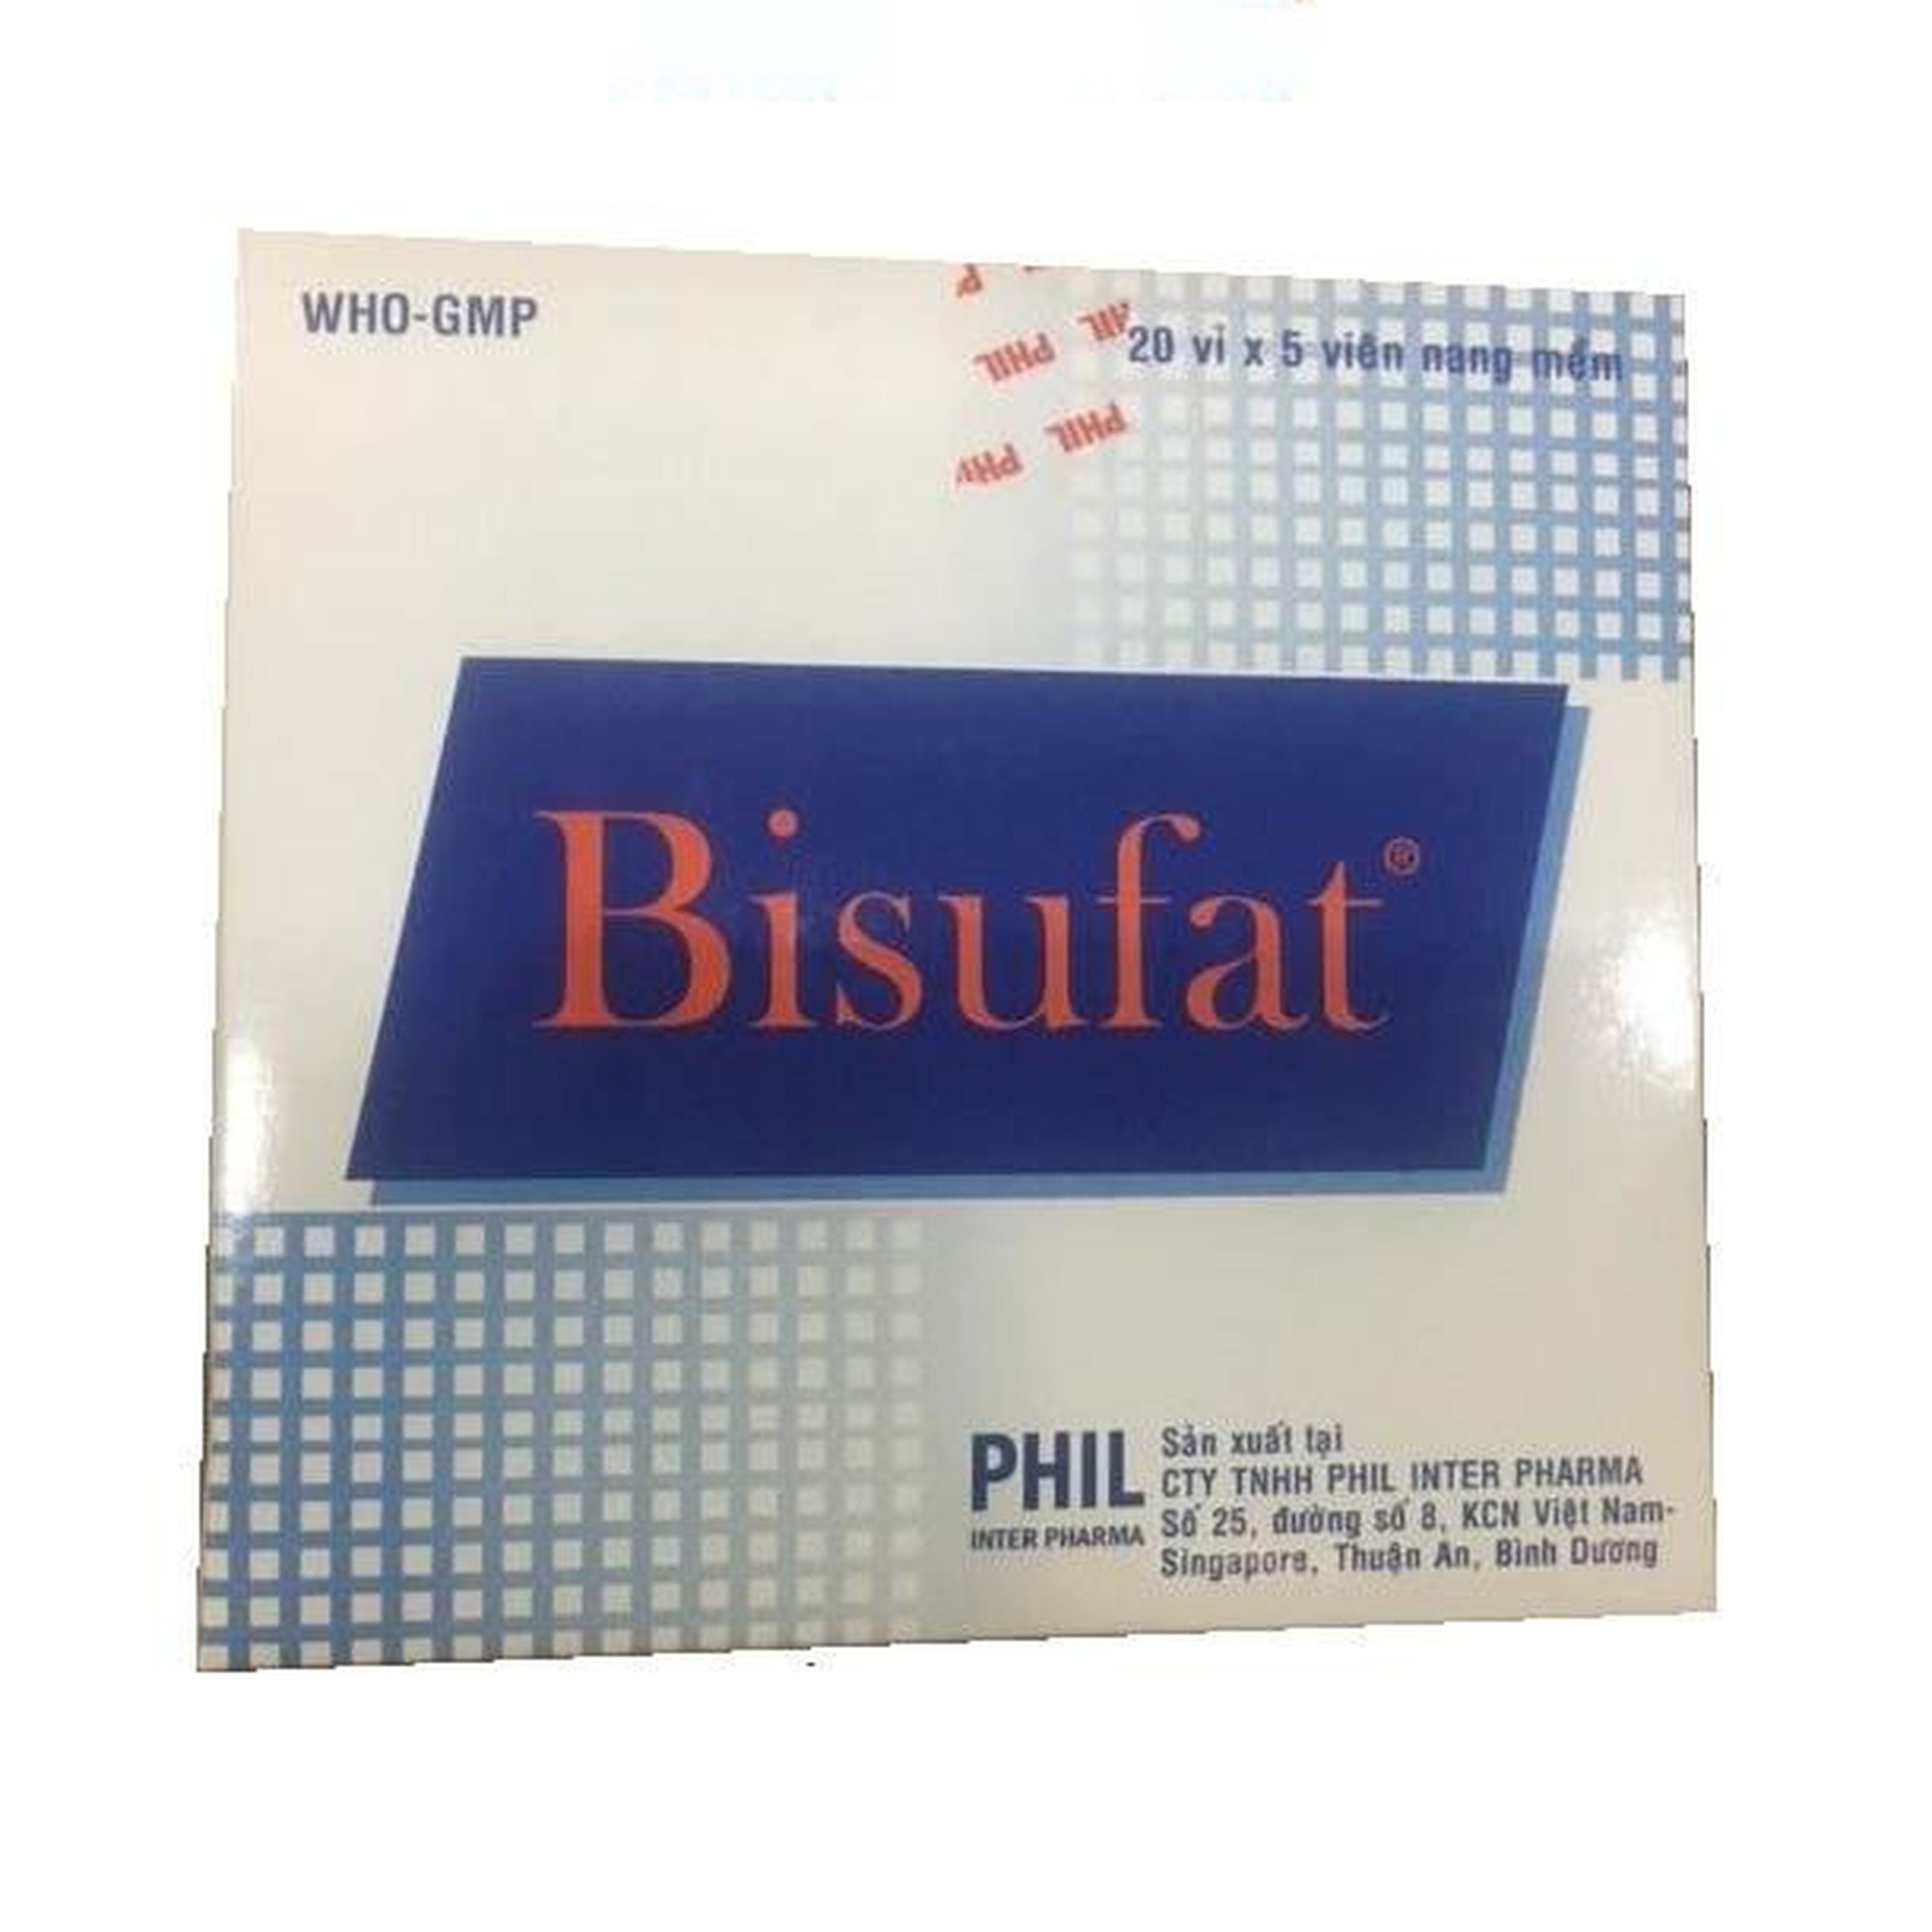 WHO-GMP
20 vỉ x 5 viên nang mềm
PHIL
PHIL
Bisufat®
PHIL
INTER PHARMA
Sản xuất tại
CTY TNHH PHIL INTER PHARMA
Số 25, đường số 8, KCN Việt Nam-
Singapore, Thuận An, Bình Dương